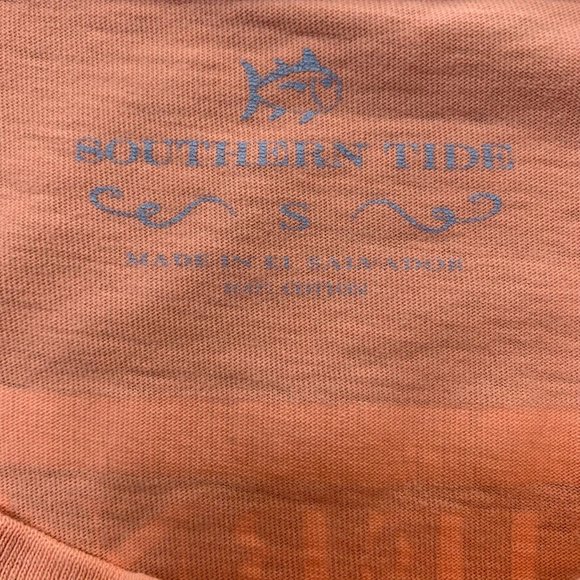 SOUTHERN TIDE
S
MADE IN EL SALVADOR
100% COTTON